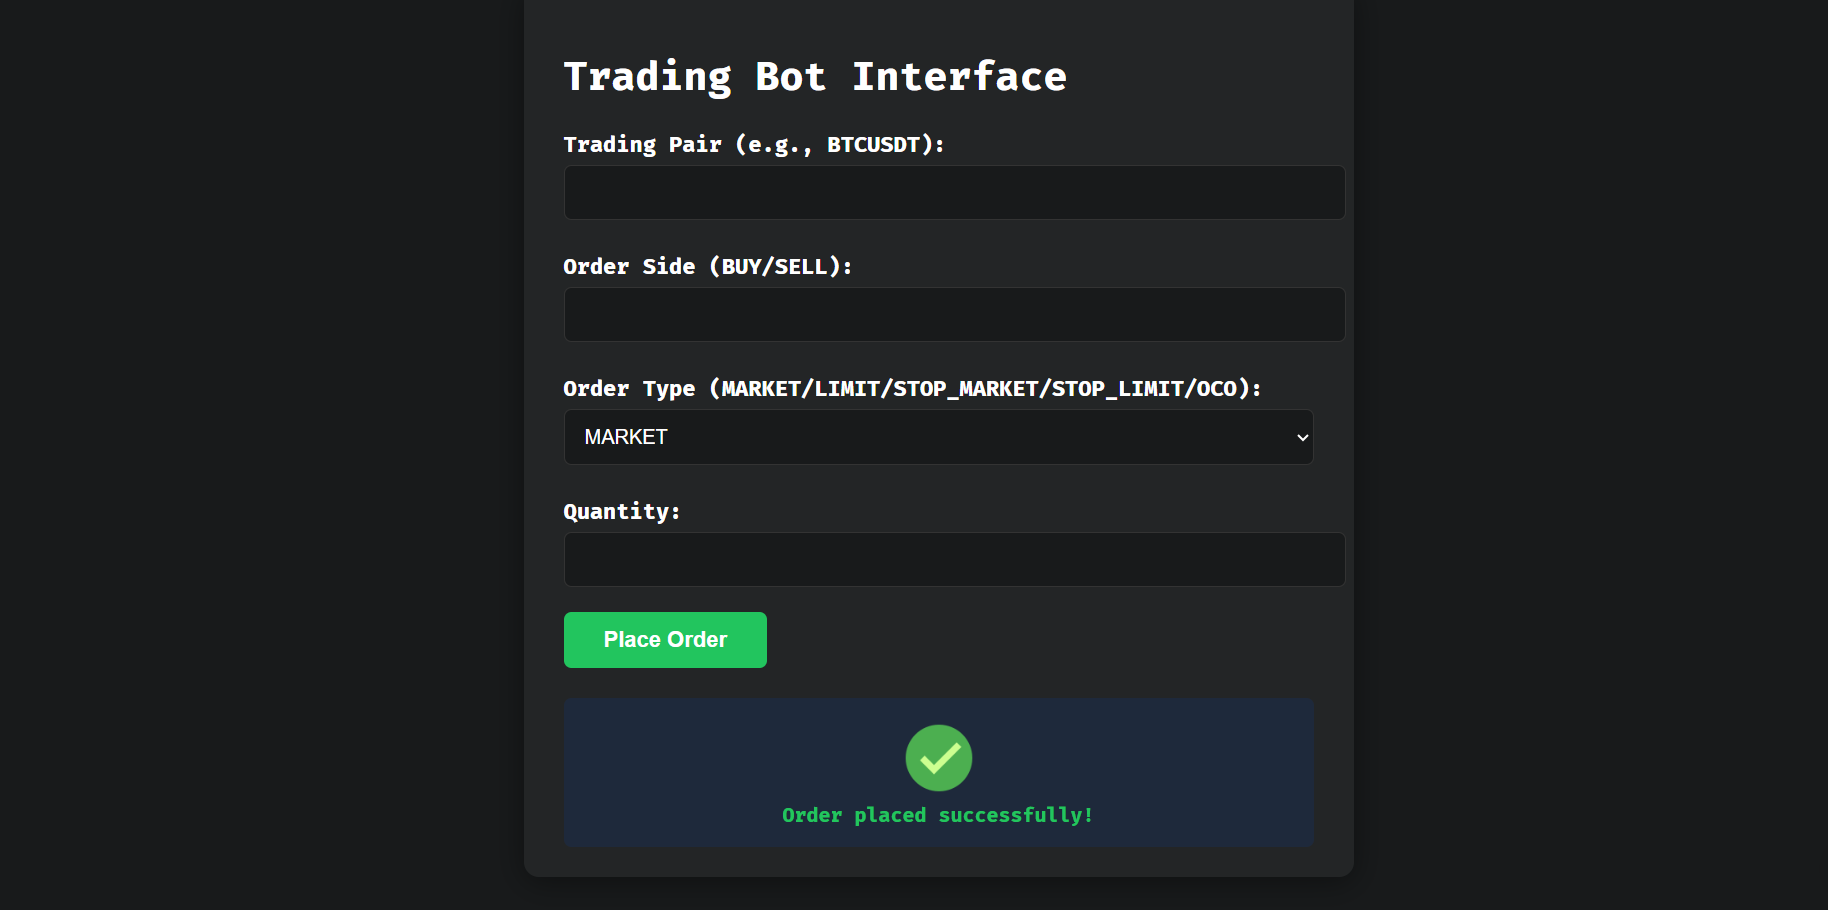 Trading Bot Interface
Trading Pair (e.g., BTCUSDT):
Order Side (BUY/SELL):
Order Type (MARKET/LIMIT/STOP_MARKET/STOP_LIMIT/OCO):
MARKET
Quantity:
Place Order
Order placed successfully!